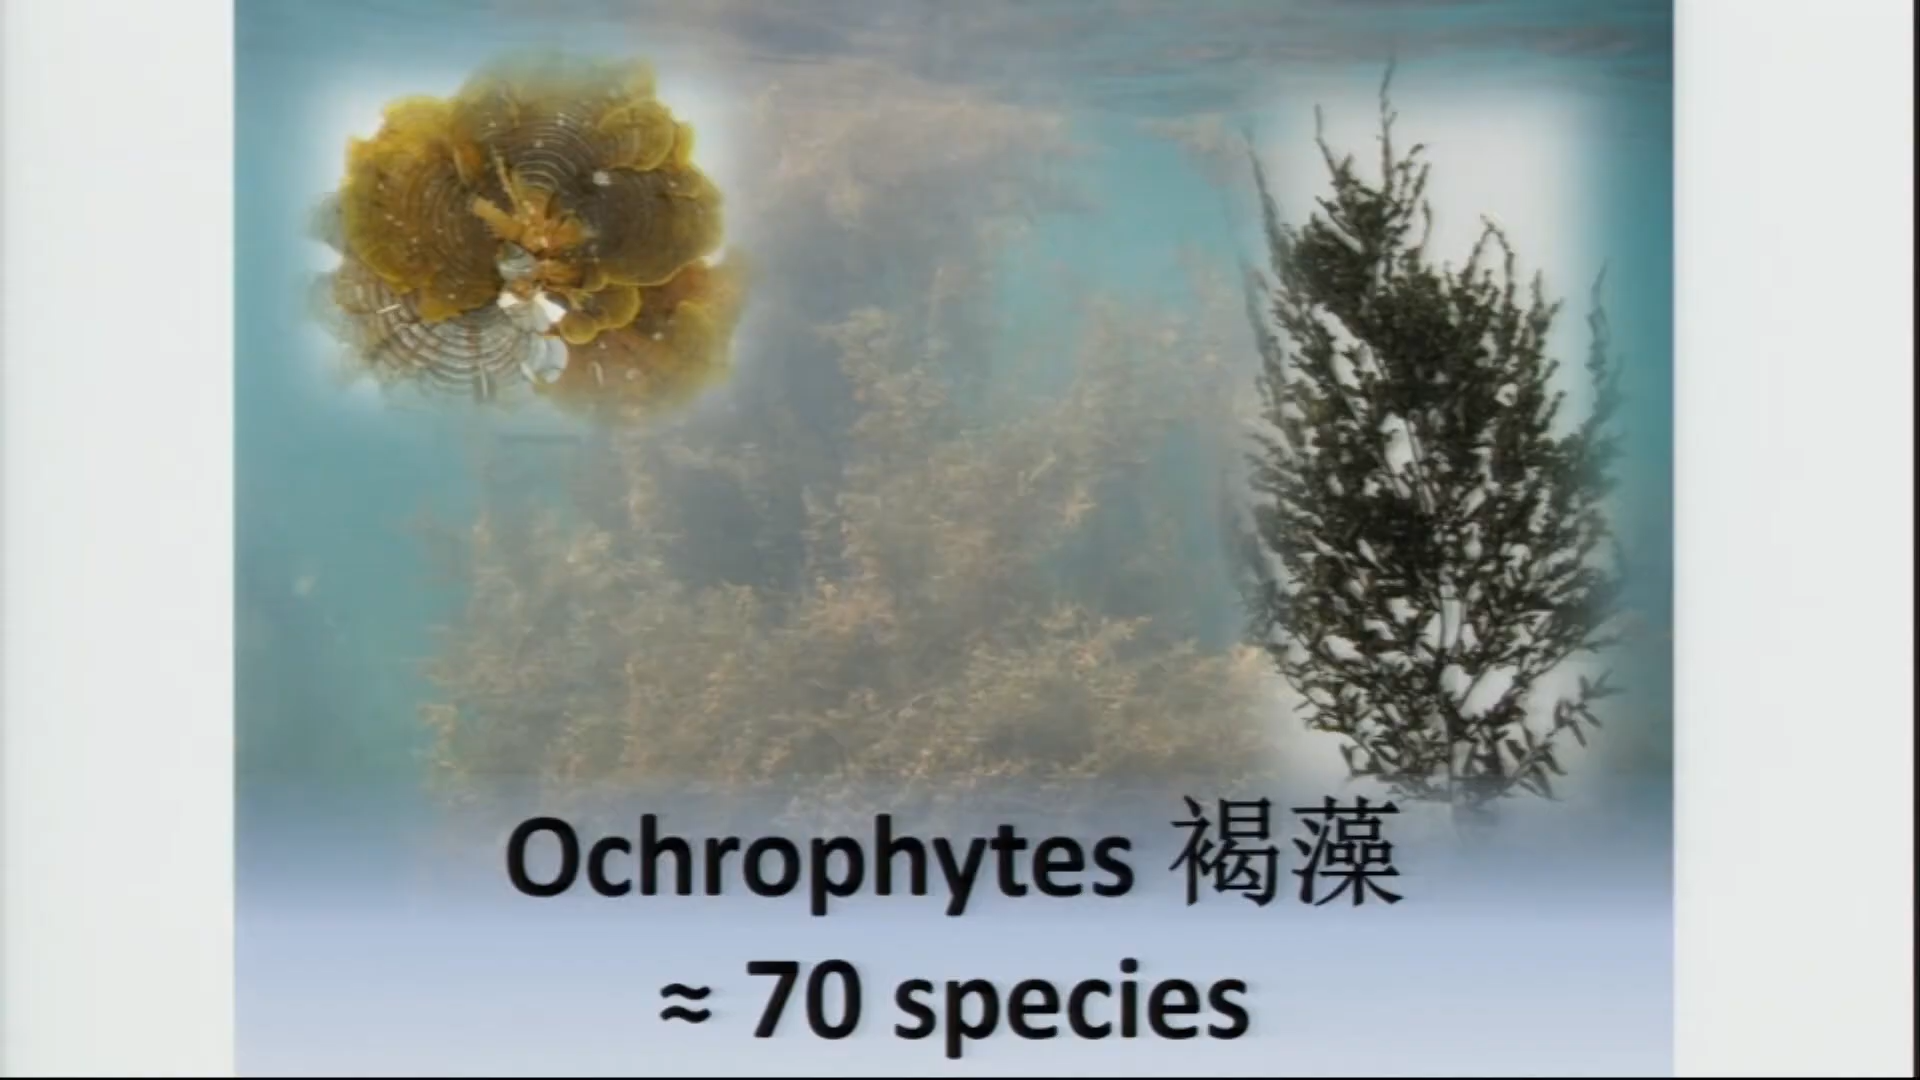 Ochrophytes 褐藻
≈ 70 species